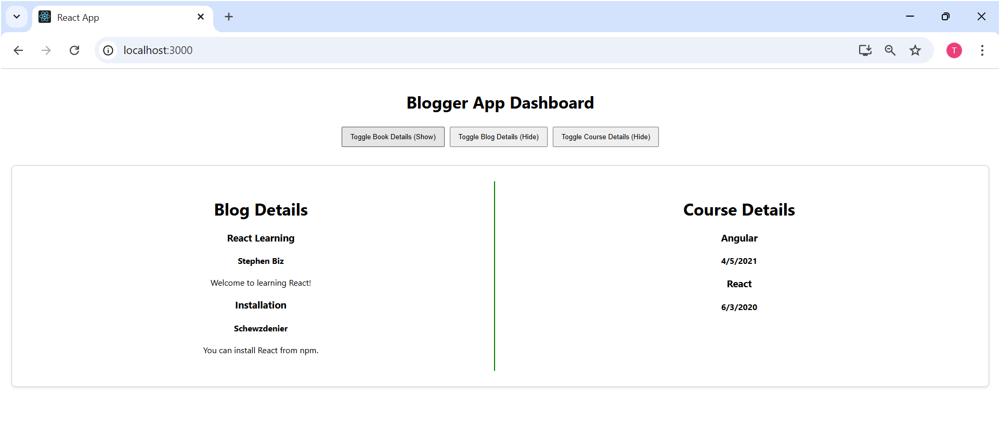 React App
localhost:3000
T
Blogger App Dashboard
Toggle Book Details (Show) Toggle Blog Details (Hide) Toggle Course Details (Hide)
Blog Details
React Learning
Stephen Biz
Welcome to learning React!
Installation
Schewzdenier
You can install React from npm.
Course Details
Angular
4/5/2021
React
6/3/2020